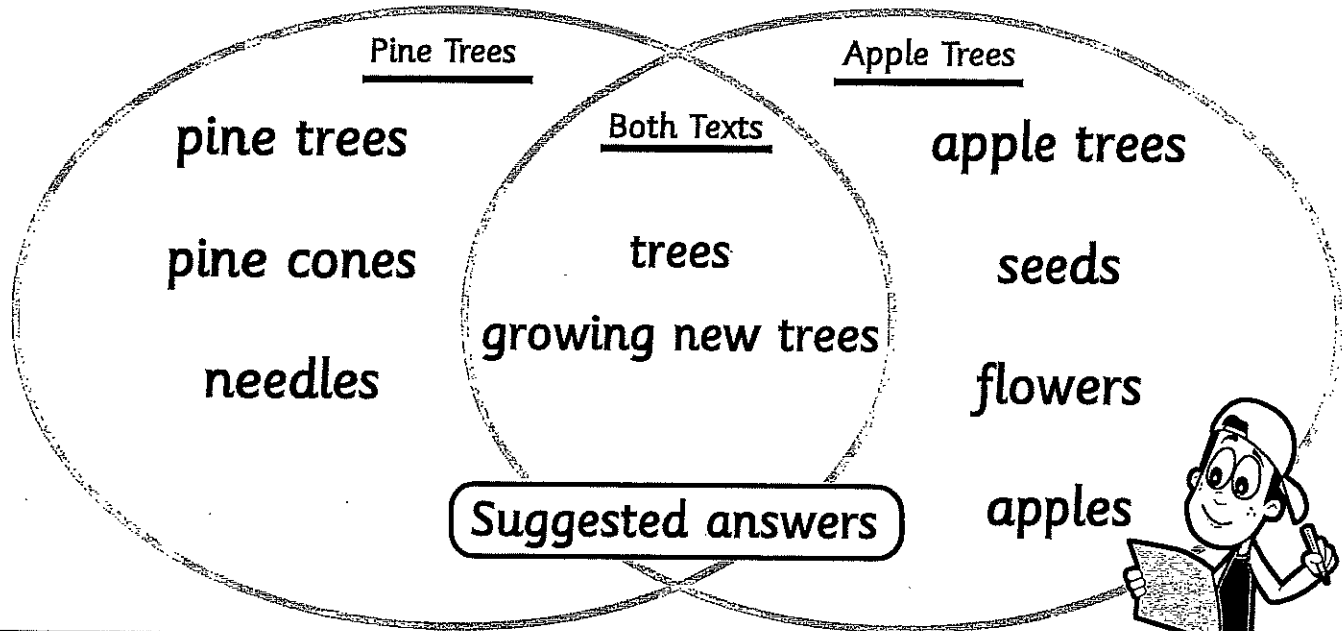 Pine Trees
pine trees
pine cones
needles
Both Texts
trees
growing new trees
Apple Trees
apple trees
seeds
flowers
apples
Suggested answers